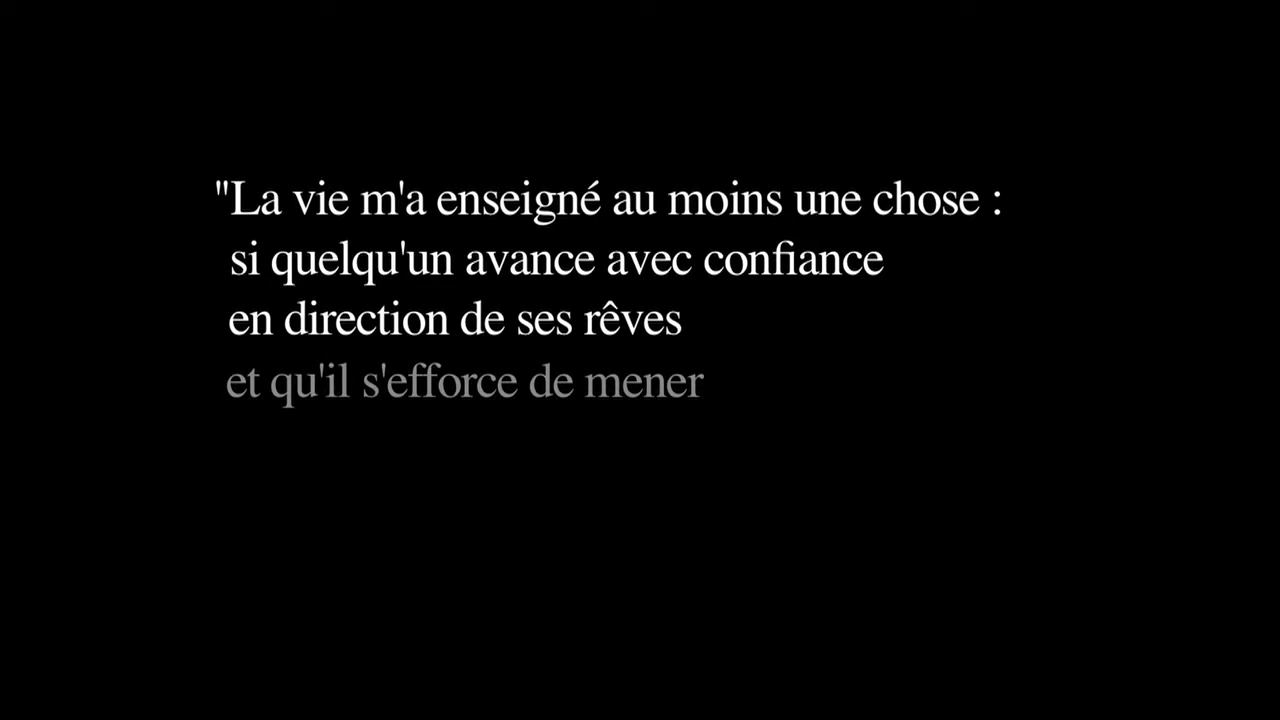 "La vie m'a enseigné au moins une chose :
si quelqu'un avance avec confiance
en direction de ses rêves
et qu'il s'efforce de mener